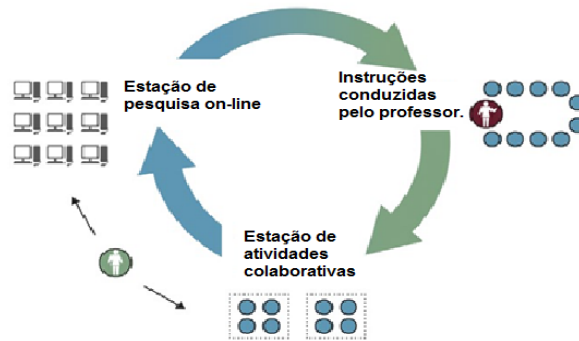 Estação de
pesquisa on-line
Instruções
conduzidas
pelo professor.
Estação de
atividades
colaborativas